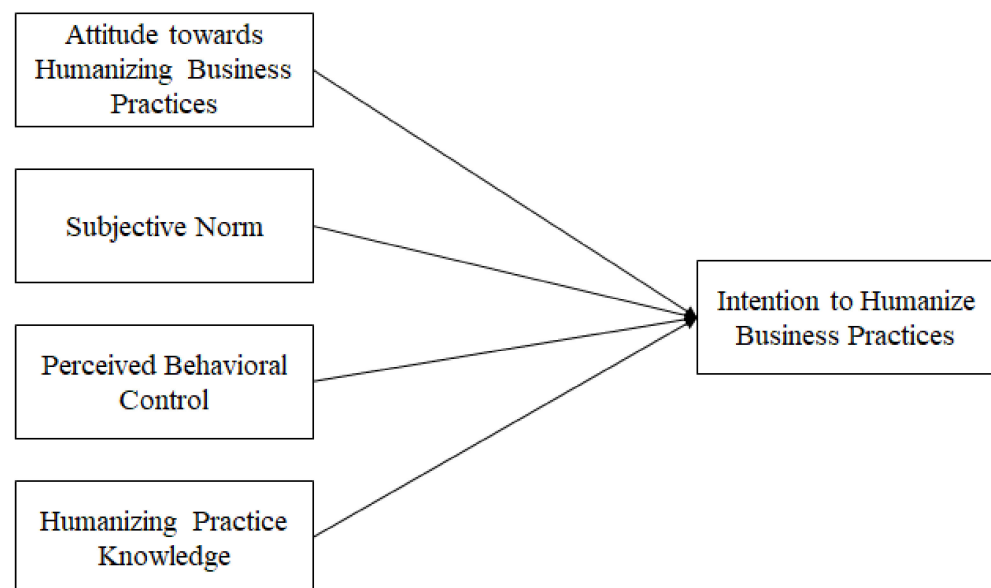 Attitude towards
Humanizing Business
Practices
Subjective Norm
Perceived Behavioral
Control
Humanizing Practice
Knowledge
Intention to Humanize
Business Practices